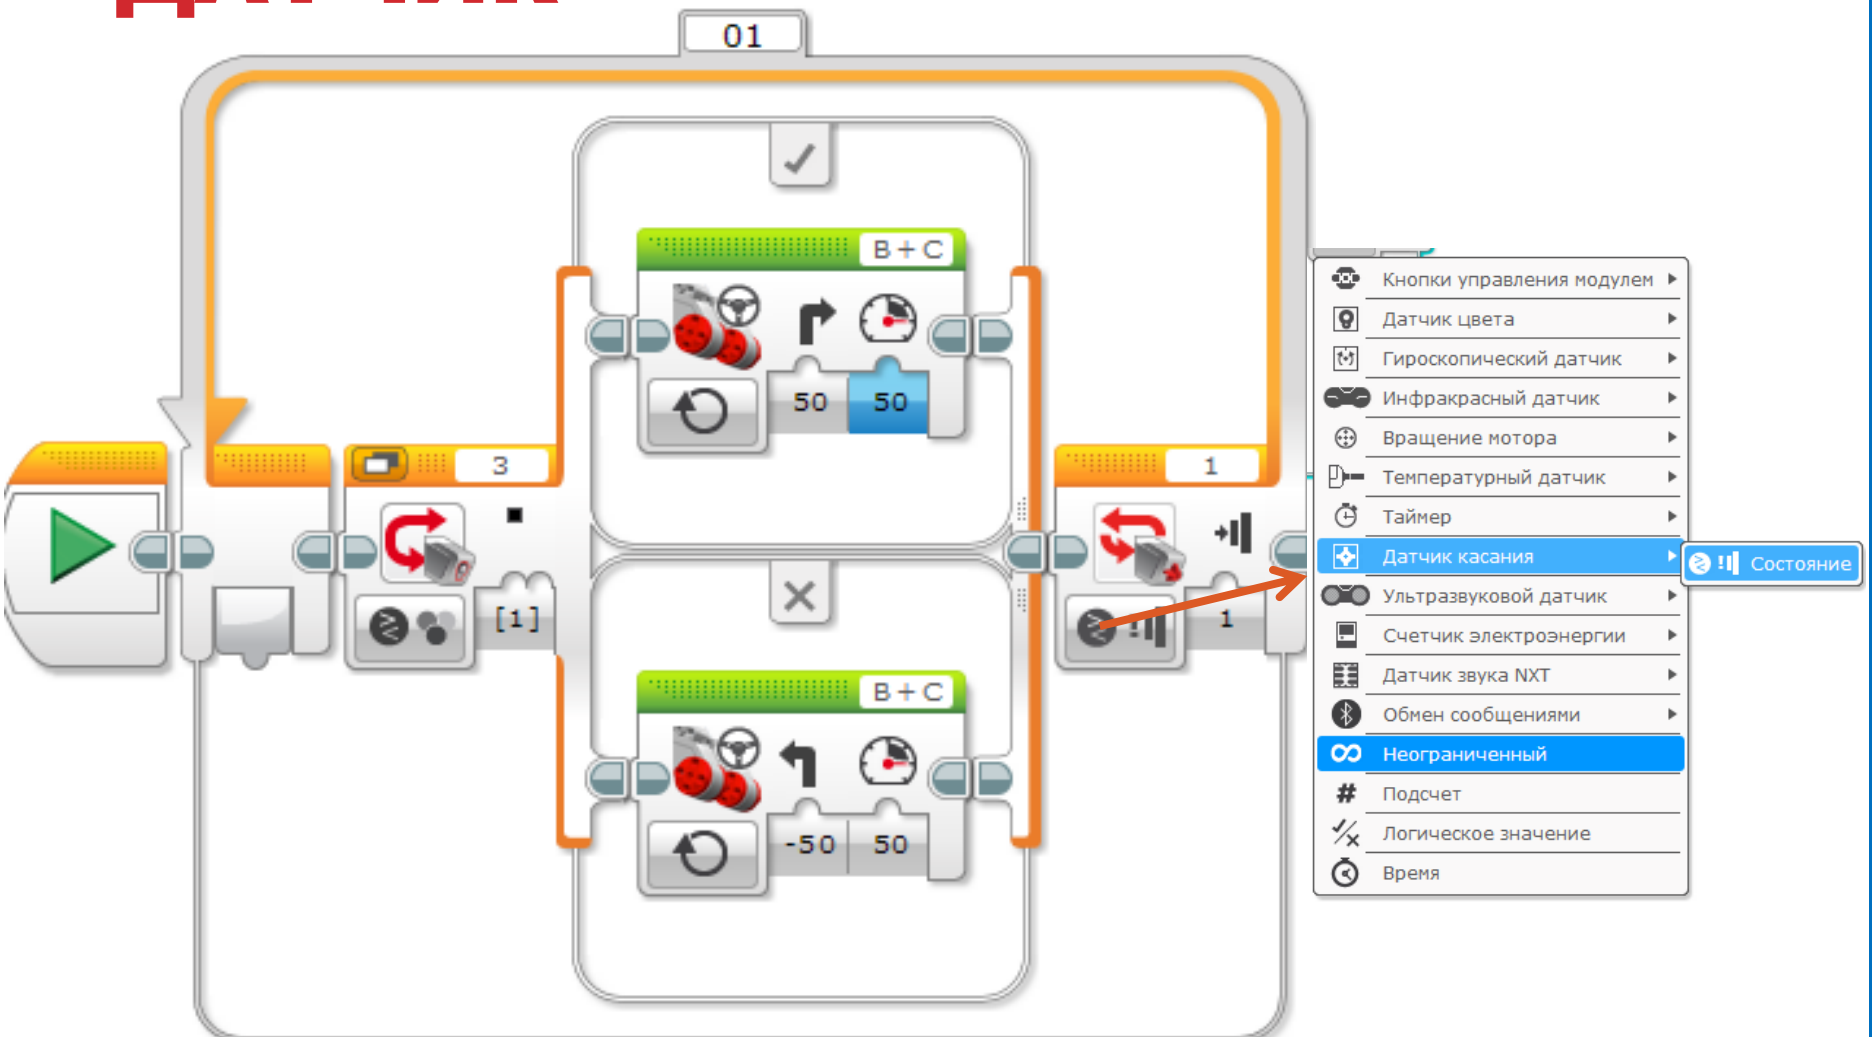 ДАТЧИК
01
B + C
50
50
3
[1]
1
1
B + C
-50
50
Кнопки управления модулем
Датчик цвета
Гироскопический датчик
Инфракрасный датчик
Вращение мотора
Температурный датчик
Таймер
Датчик касания
Состояние
Ультразвуковой датчик
Счетчик электроэнергии
Датчик звука NXT
Обмен сообщениями
Неограниченный
# Подсчет
Логическое значение
Время